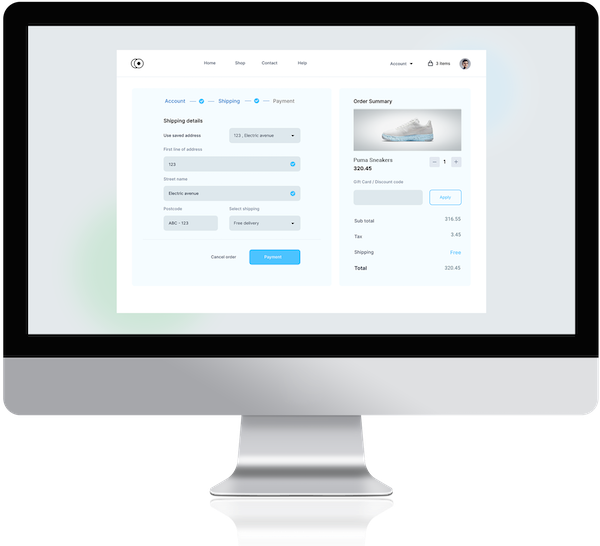 Home Shop Contact Help Account 3 items
Account Shipping Payment
Shipping details
Use saved address 123 , Electric avenue
First line of address
123
Street name
Electric avenue
Postcode Select shipping
ABC - 123 Free delivery
Cancel order Payment
Order Summary
Puma Sneakers
320.45
1
Gift Card / Discount code
Apply
Sub total 316.55
Tax 3.45
Shipping Free
Total 320.45